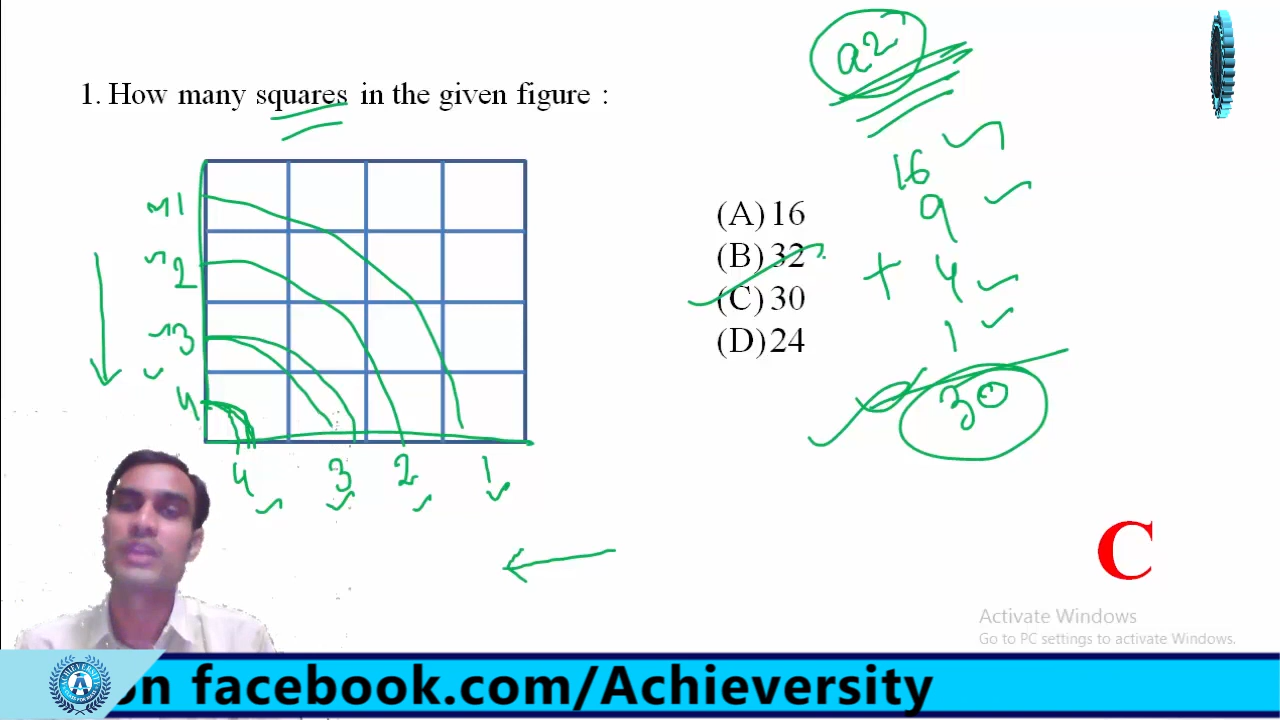 a2
1. How many squares in the given figure :
16
9
+ 4
1
30
(A) 16
(B) 32
(C) 30
(D) 24
1
2
3
4
4 3 2 1
C
Activate Windows
Go to PC settings to activate Windows.
ACHIEVERSITY
A
on facebook.com/Achieversity